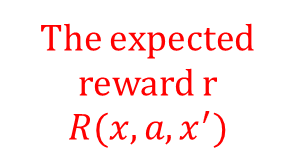 The expected
reward r
R(x, a, x′)